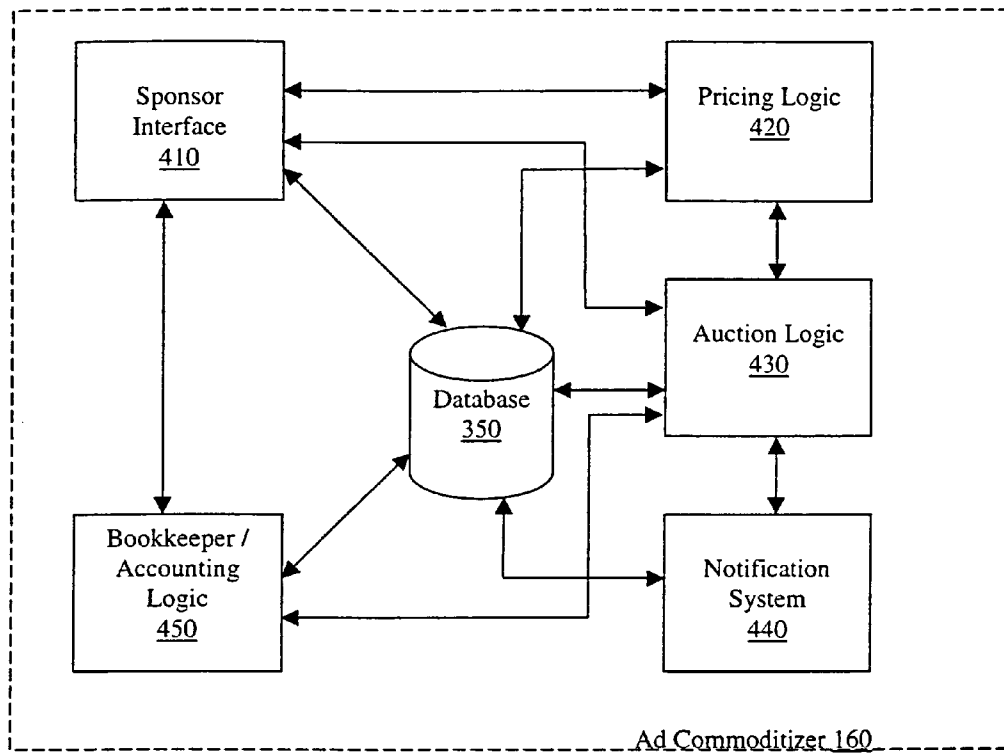 Sponsor
Interface
410
Pricing Logic
420
Auction Logic
430
Database
350
Bookkeeper /
Accounting
Logic
450
Notification
System
440
Ad Commoditizer 160